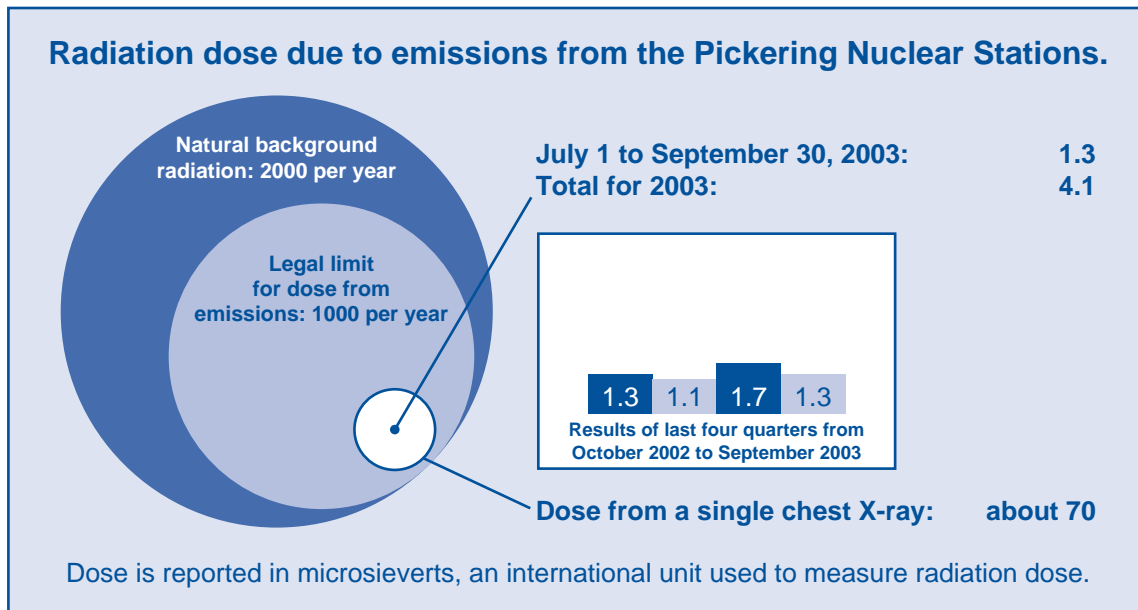 Radiation dose due to emissions from the Pickering Nuclear Stations.
Natural background
radiation: 2000 per year
Legal limit
for dose from
emissions: 1000 per year
July 1 to September 30, 2003: 1.3
Total for 2003: 4.1
1.3 1.1 1.7 1.3
Results of last four quarters from
October 2002 to September 2003
Dose from a single chest X-ray: about 70
Dose is reported in microsieverts, an international unit used to measure radiation dose.